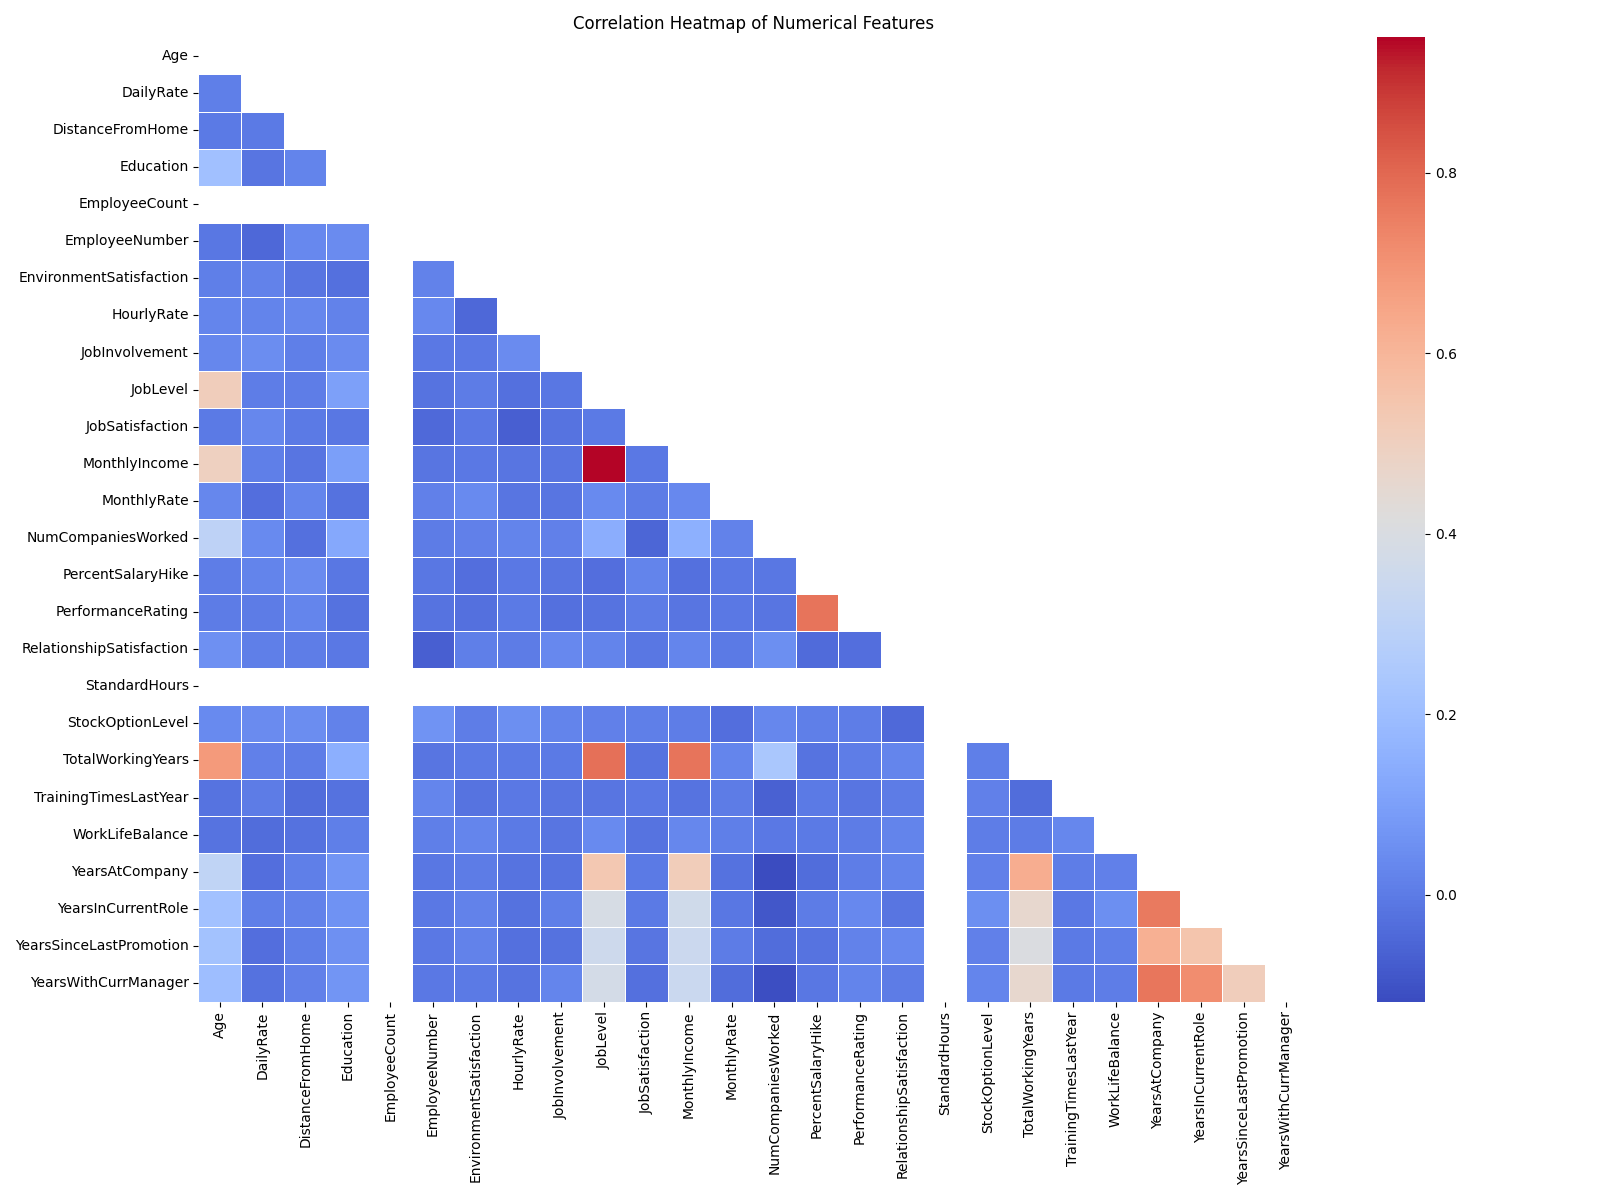 Correlation Heatmap of Numerical Features
Age
DailyRate
DistanceFromHome
Education
EmployeeCount
EmployeeNumber
EnvironmentSatisfaction
HourlyRate
JobInvolvement
JobLevel
JobSatisfaction
MonthlyIncome
MonthlyRate
NumCompaniesWorked
PercentSalaryHike
PerformanceRating
RelationshipSatisfaction
StandardHours
StockOptionLevel
TotalWorkingYears
TrainingTimesLastYear
WorkLifeBalance
YearsAtCompany
YearsInCurrentRole
YearsSinceLastPromotion
YearsWithCurrManager
Age
DailyRate
DistanceFromHome
Education
EmployeeCount
EmployeeNumber
EnvironmentSatisfaction
HourlyRate
JobInvolvement
JobLevel
JobSatisfaction
MonthlyIncome
MonthlyRate
NumCompaniesWorked
PercentSalaryHike
PerformanceRating
RelationshipSatisfaction
StandardHours
StockOptionLevel
TotalWorkingYears
TrainingTimesLastYear
WorkLifeBalance
YearsAtCompany
YearsInCurrentRole
YearsSinceLastPromotion
YearsWithCurrManager
0.8
0.6
0.4
0.2
0.0